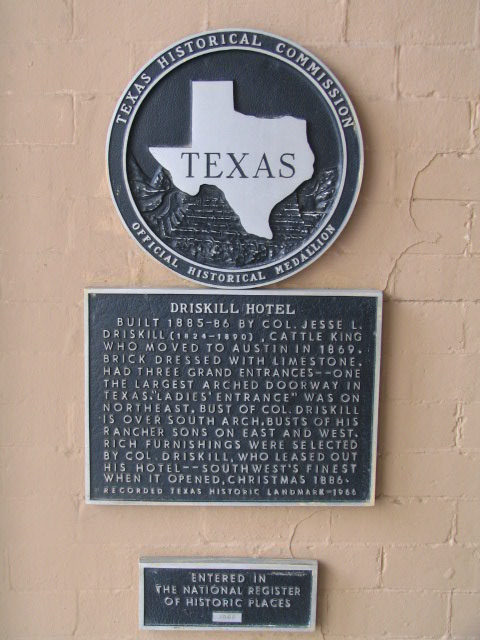 TEXAS HISTORICAL COMMISSION
TEXAS
OFFICIAL HISTORICAL MEDALLION
DRISKILL HOTEL
BUILT 1885-86 BY COL. JESSE L.
DRISKILL (1824-1890), CATTLE KING
WHO MOVED TO AUSTIN IN 1869.
BRICK DRESSED WITH LIMESTONE.
HAD THREE GRAND ENTRANCES--ONE
THE LARGEST ARCHED DOORWAY IN
TEXAS. "LADIES' ENTRANCE" WAS ON
NORTHEAST. BUST OF COL. DRISKILL
IS OVER SOUTH ARCH, BUSTS OF HIS
RANCHER SONS ON EAST AND WEST.
RICH FURNISHINGS WERE SELECTED
BY COL. DRISKILL, WHO LEASED OUT
HIS HOTEL--SOUTHWEST'S FINEST
WHEN IT OPENED, CHRISTMAS 1886.
RECORDED TEXAS HISTORIC LANDMARK-1966
ENTERED IN
THE NATIONAL REGISTER
OF HISTORIC PLACES